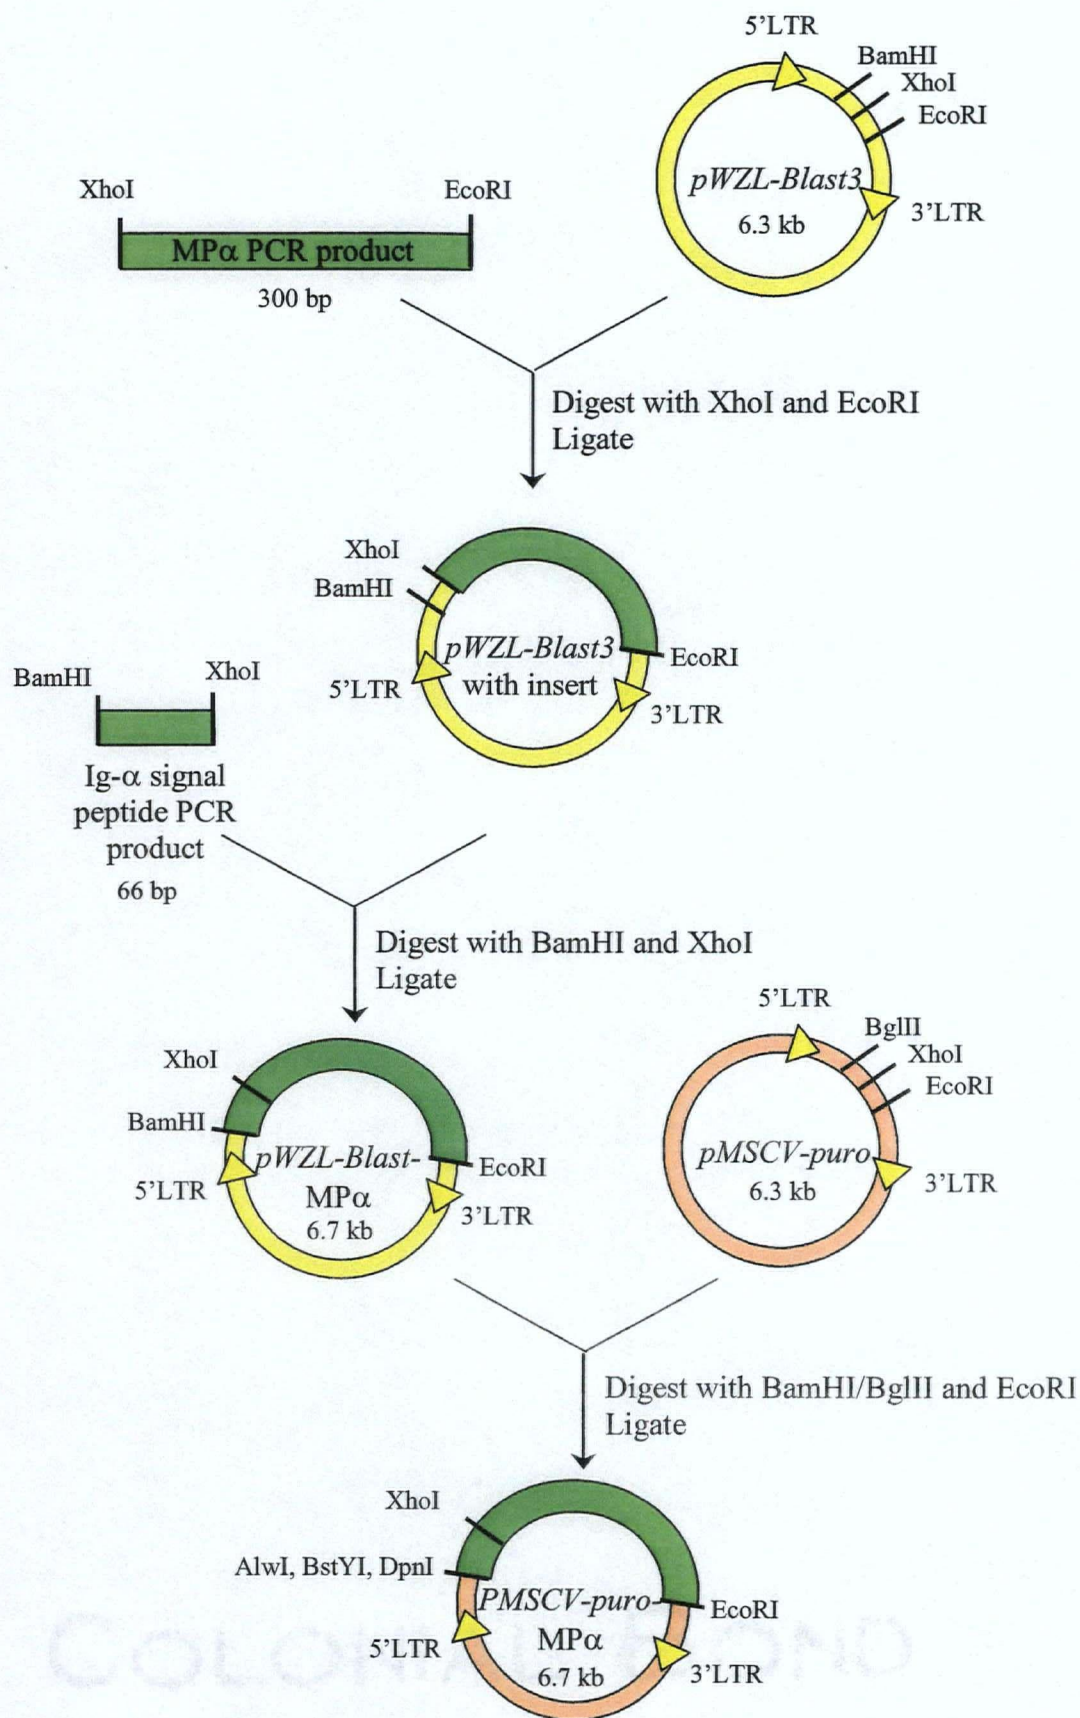 5'LTR
BamHI
XhoI
EcoRI
pWZL-Blast3
6.3 kb
3'LTR
XhoI
EcoRI
MPα PCR product
300 bp
Digest with XhoI and EcoRI
Ligate
XhoI
BamHI
pWZL-Blast3
with insert
EcoRI
5'LTR
3'LTR
BamHI
XhoI
Ig-α signal
peptide PCR
product
66 bp
Digest with BamHI and XhoI
Ligate
XhoI
BamHI
pWZL-Blast-
MPα
6.7 kb
EcoRI
5'LTR
3'LTR
5'LTR
BglII
XhoI
EcoRI
pMSCV-puro
6.3 kb
3'LTR
Digest with BamHI/BglII and EcoRI
Ligate
XhoI
AlwI, BstYI, DpnI
PMSCV-puro-
MPα
6.7 kb
EcoRI
5'LTR
3'LTR